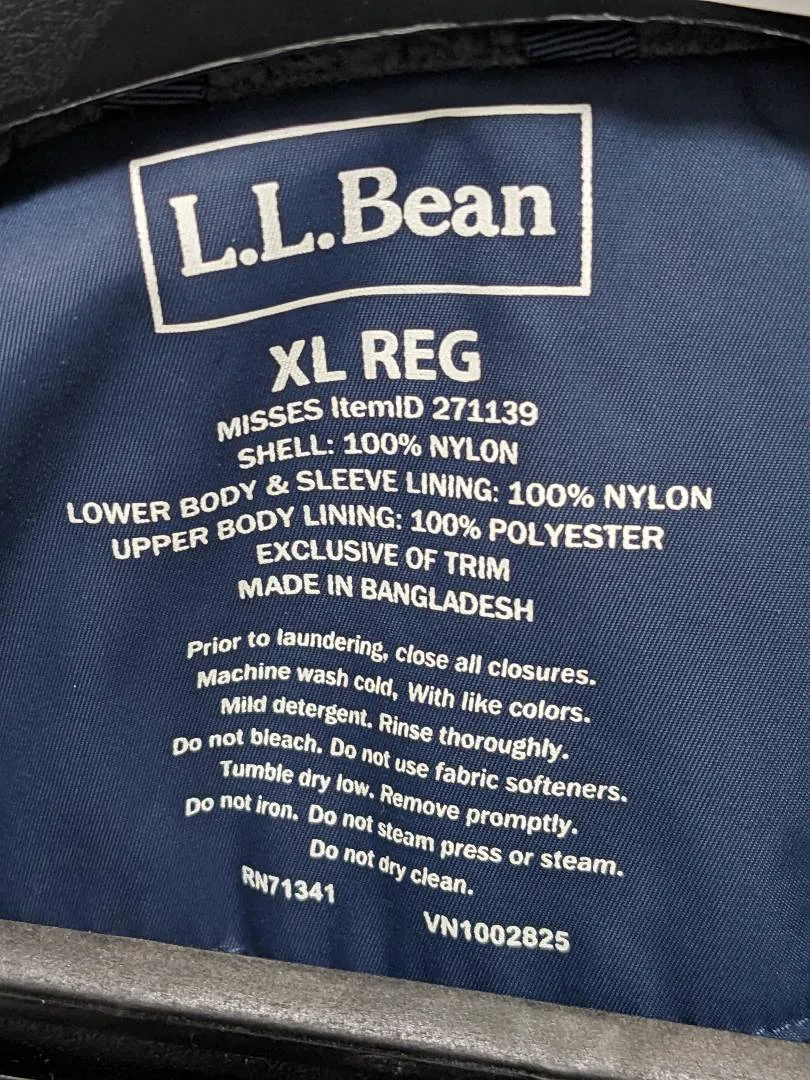 L.L.Bean
XL REG
MISSES ItemID 271139
SHELL: 100% NYLON
LOWER BODY & SLEEVE LINING: 100% NYLON
UPPER BODY LINING: 100% POLYESTER
EXCLUSIVE OF TRIM
MADE IN BANGLADESH
Prior to laundering, close all closures.
Machine wash cold, With like colors.
Mild detergent. Rinse thoroughly.
Do not bleach. Do not use fabric softeners.
Tumble dry low. Remove promptly.
Do not iron. Do not steam press or steam.
Do not dry clean.
RN71341
VN1002825